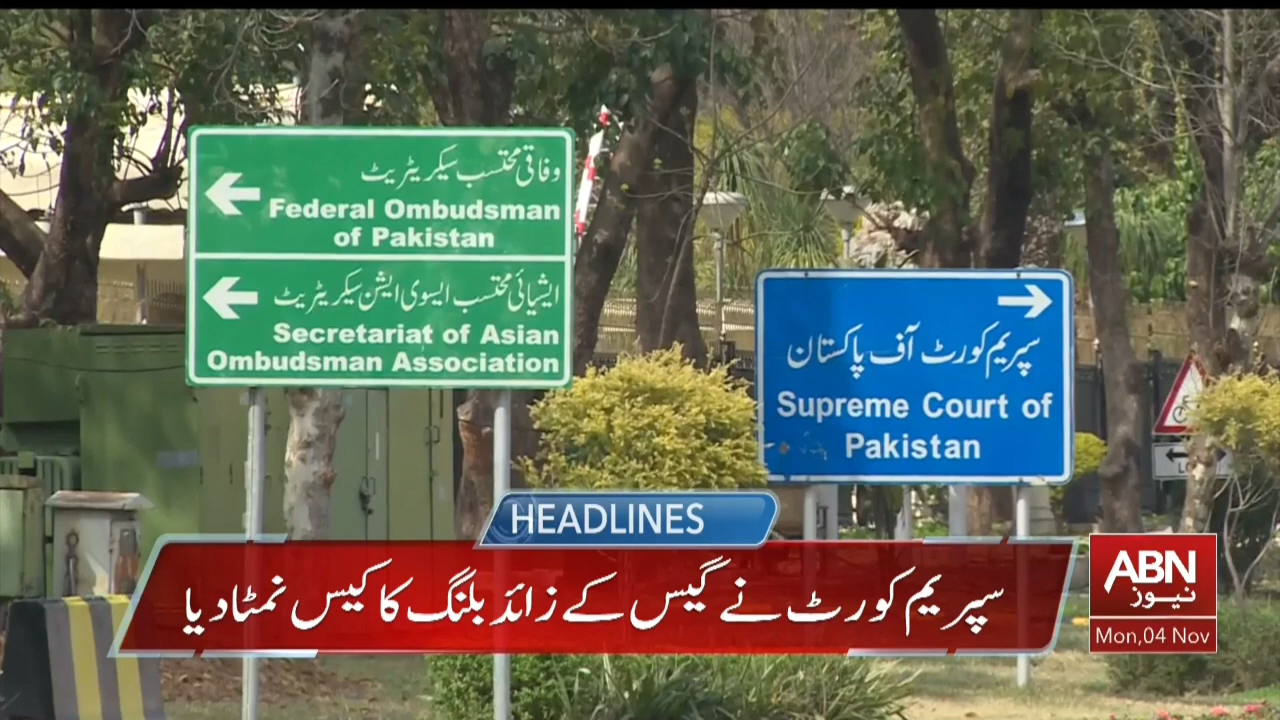 وفاقی محتسب سیکریٹریٹ
Federal Ombudsman
of Pakistan
ایشیائی محتسب ایسوی ایشن سیکریٹریٹ
Secretariat of Asian
Ombudsman Association
سپریم کورٹ آف پاکستان
Supreme Court of
Pakistan
HEADLINES
سپریم کورٹ نے گیس کے زائد بلنگ کا کیس نمٹا دیا
ABN
نیوز
Mon,04 Nov